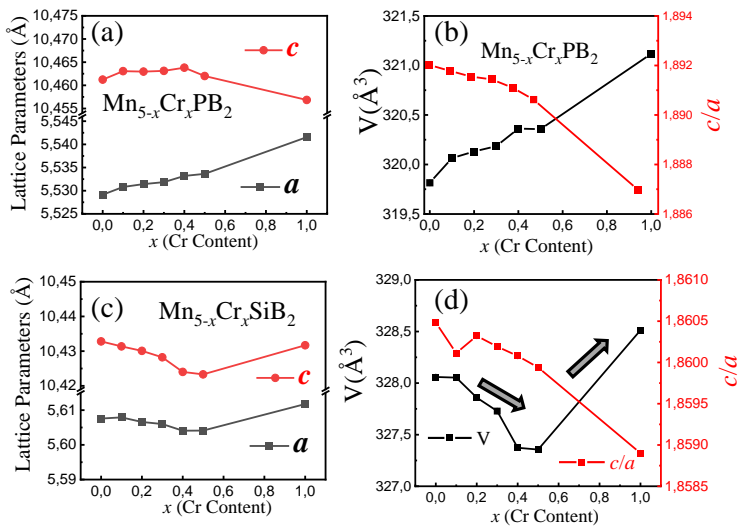 (a)
c
Mn5-xCrxPB2
a
Lattice Parameters (Å)
10,475
10,470
10,465
10,460
10,455
5,545
5,540
5,530
5,525
0,0 0,2 0,4 0,6 0,8 1,0
x (Cr Content)
(b)
Mn5-xCrxPB2
V(Å3)
321,5
321,0
320,5
320,0
319,5
1,894
1,892
1,890
1,888
1,887
1,886
c/a
0,0 0,2 0,4 0,6 0,8 1,0
x (Cr Content)
(c)
Mn5-xCrxSiB2
c
a
Lattice Parameters (Å)
10,45
10,44
10,43
10,42
5,61
5,60
5,59
0,0 0,2 0,4 0,6 0,8 1,0
x (Cr Content)
(d)
V(Å3)
329,0
328,5
328,0
327,5
327,0
V
c/a
1,8610
1,8605
1,8600
1,8595
1,8590
1,8585
c/a
0,0 0,2 0,4 0,6 0,8 1,0
x (Cr Content)